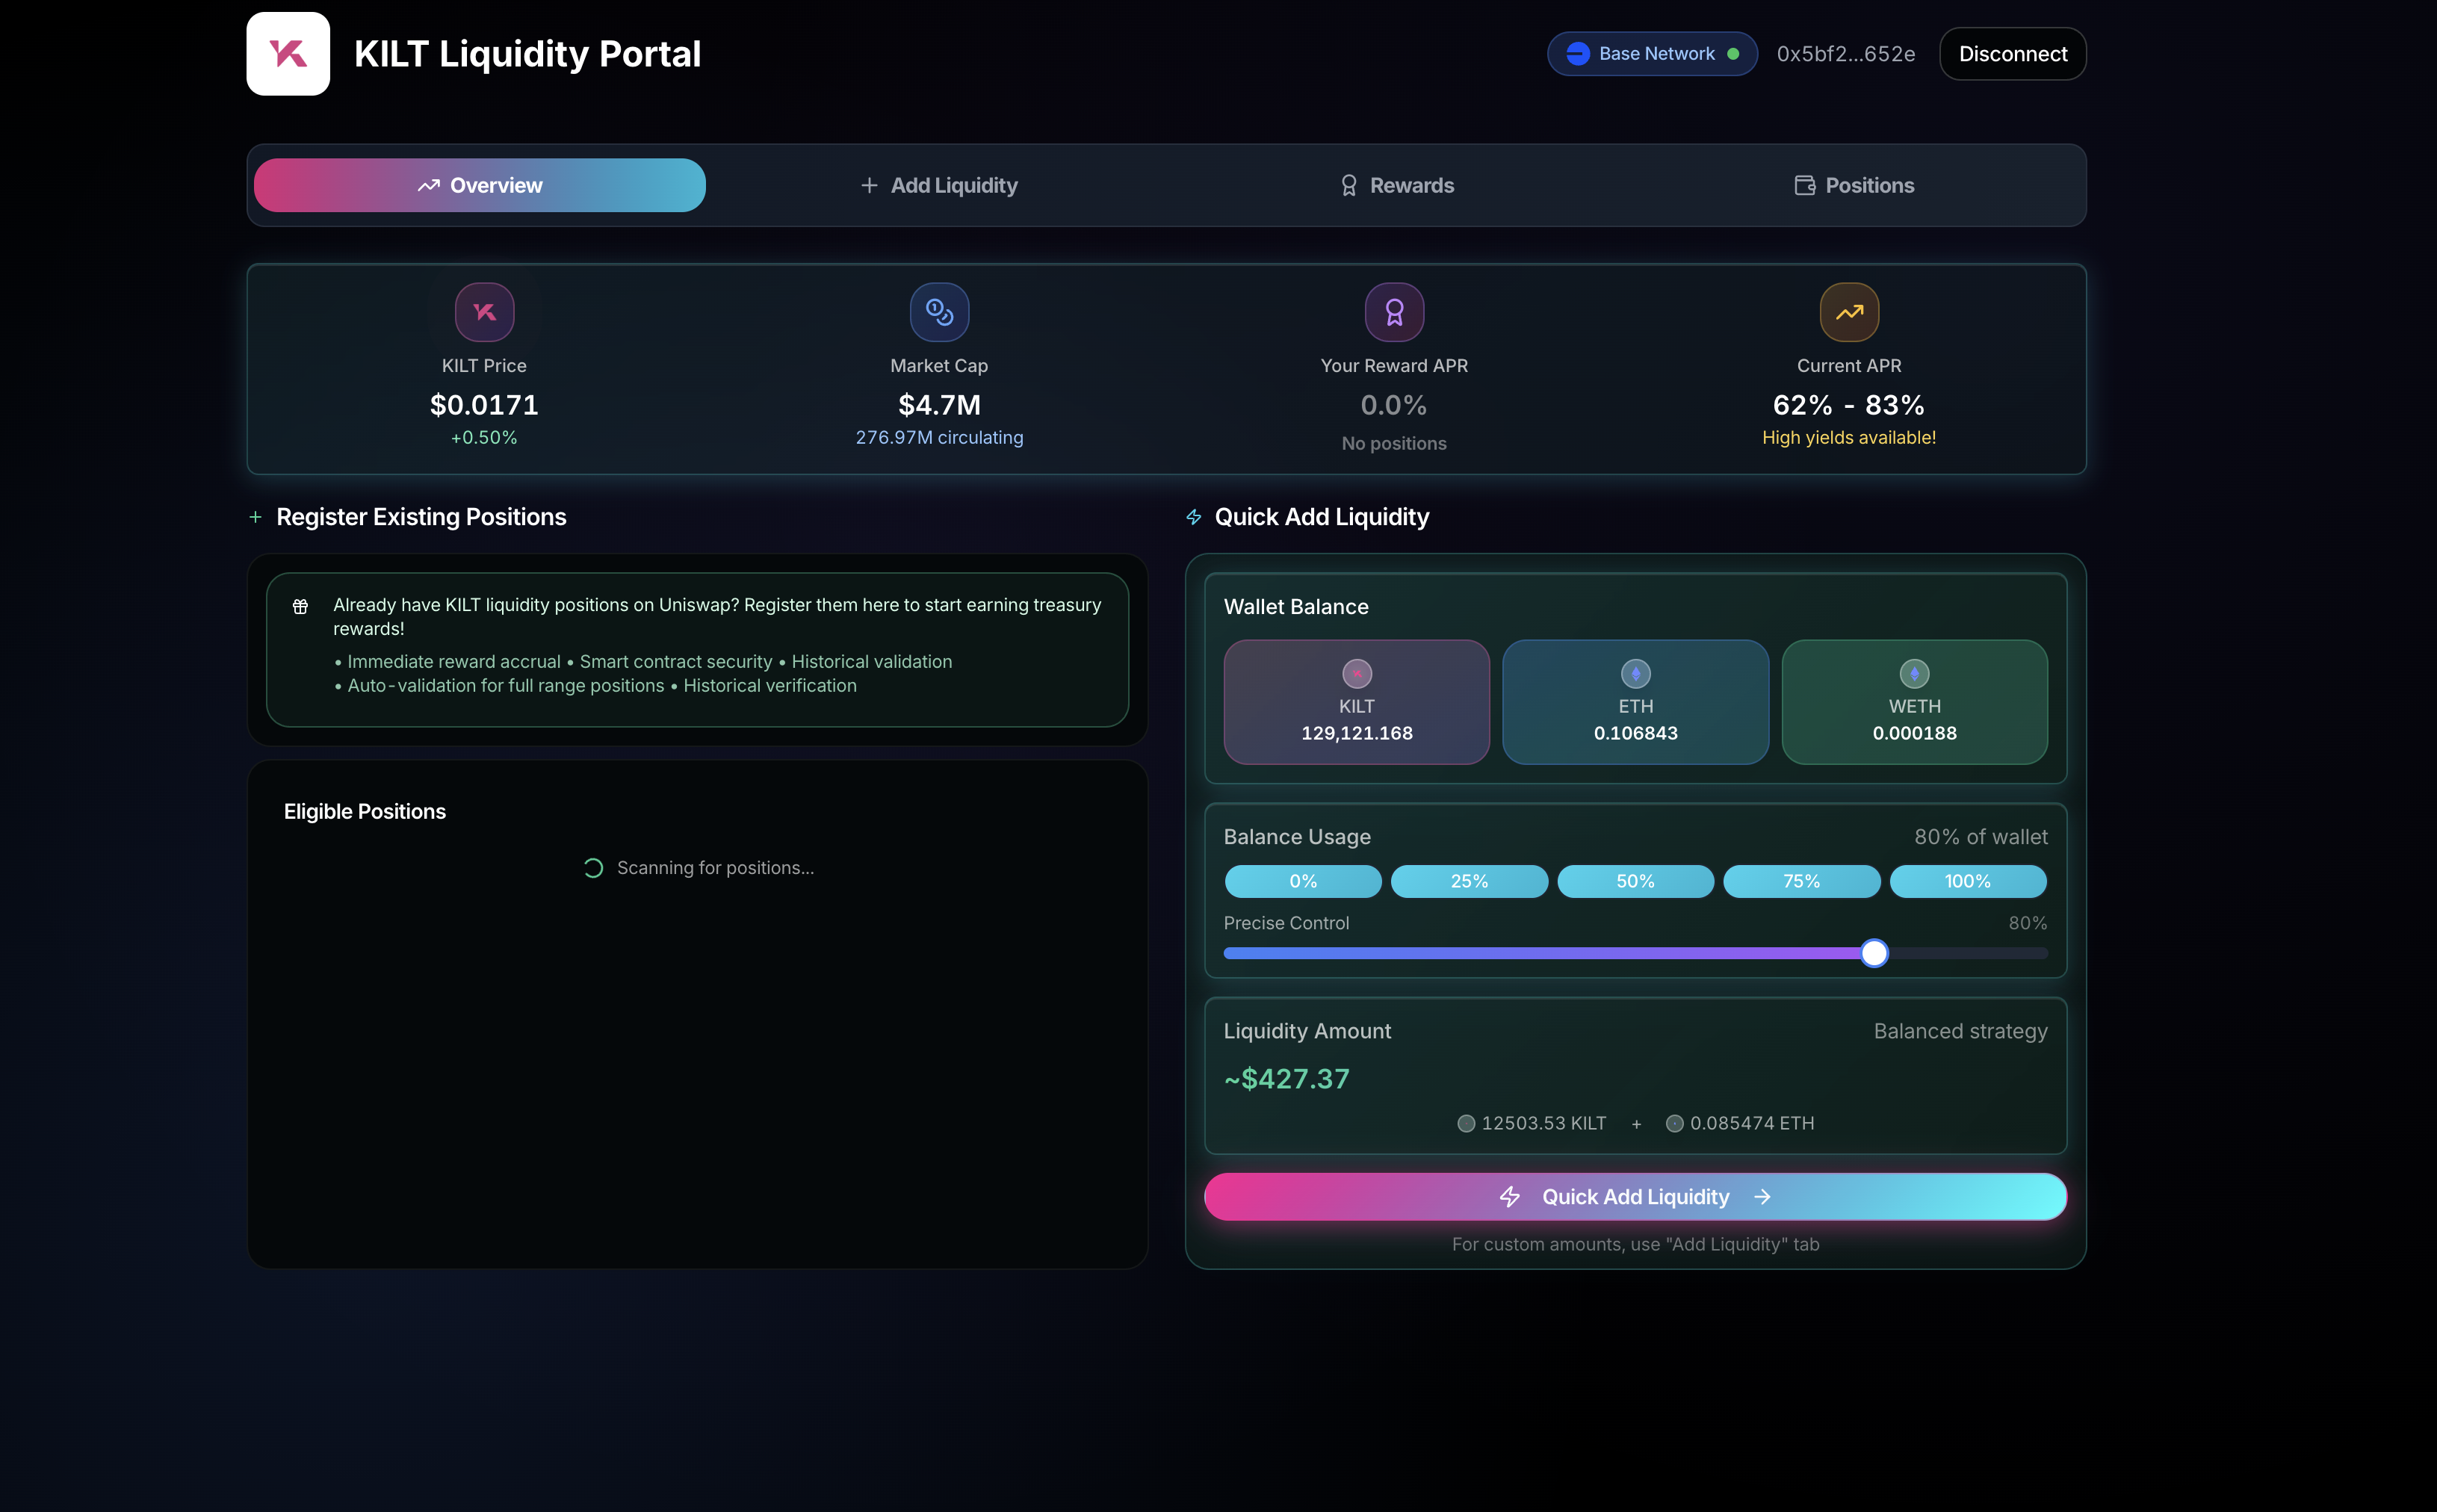 KILT Liquidity Portal
Base Network
0x5bf2...652e
Disconnect
Overview
Add Liquidity
Rewards
Positions
KILT Price
$0.0171
+0.50%
Market Cap
$4.7M
276.97M circulating
Your Reward APR
0.0%
No positions
Current APR
62% - 83%
High yields available!
Register Existing Positions
Already have KILT liquidity positions on Uniswap? Register them here to start earning treasury
rewards!
• Immediate reward accrual • Smart contract security • Historical validation
• Auto-validation for full range positions • Historical verification
Eligible Positions
Scanning for positions...
Quick Add Liquidity
Wallet Balance
KILT
129,121.168
ETH
0.106843
WETH
0.000188
Balance Usage
80% of wallet
0%
25%
50%
75%
100%
Precise Control
80%
Liquidity Amount
Balanced strategy
~$427.37
12503.53 KILT + 0.085474 ETH
Quick Add Liquidity
For custom amounts, use "Add Liquidity" tab